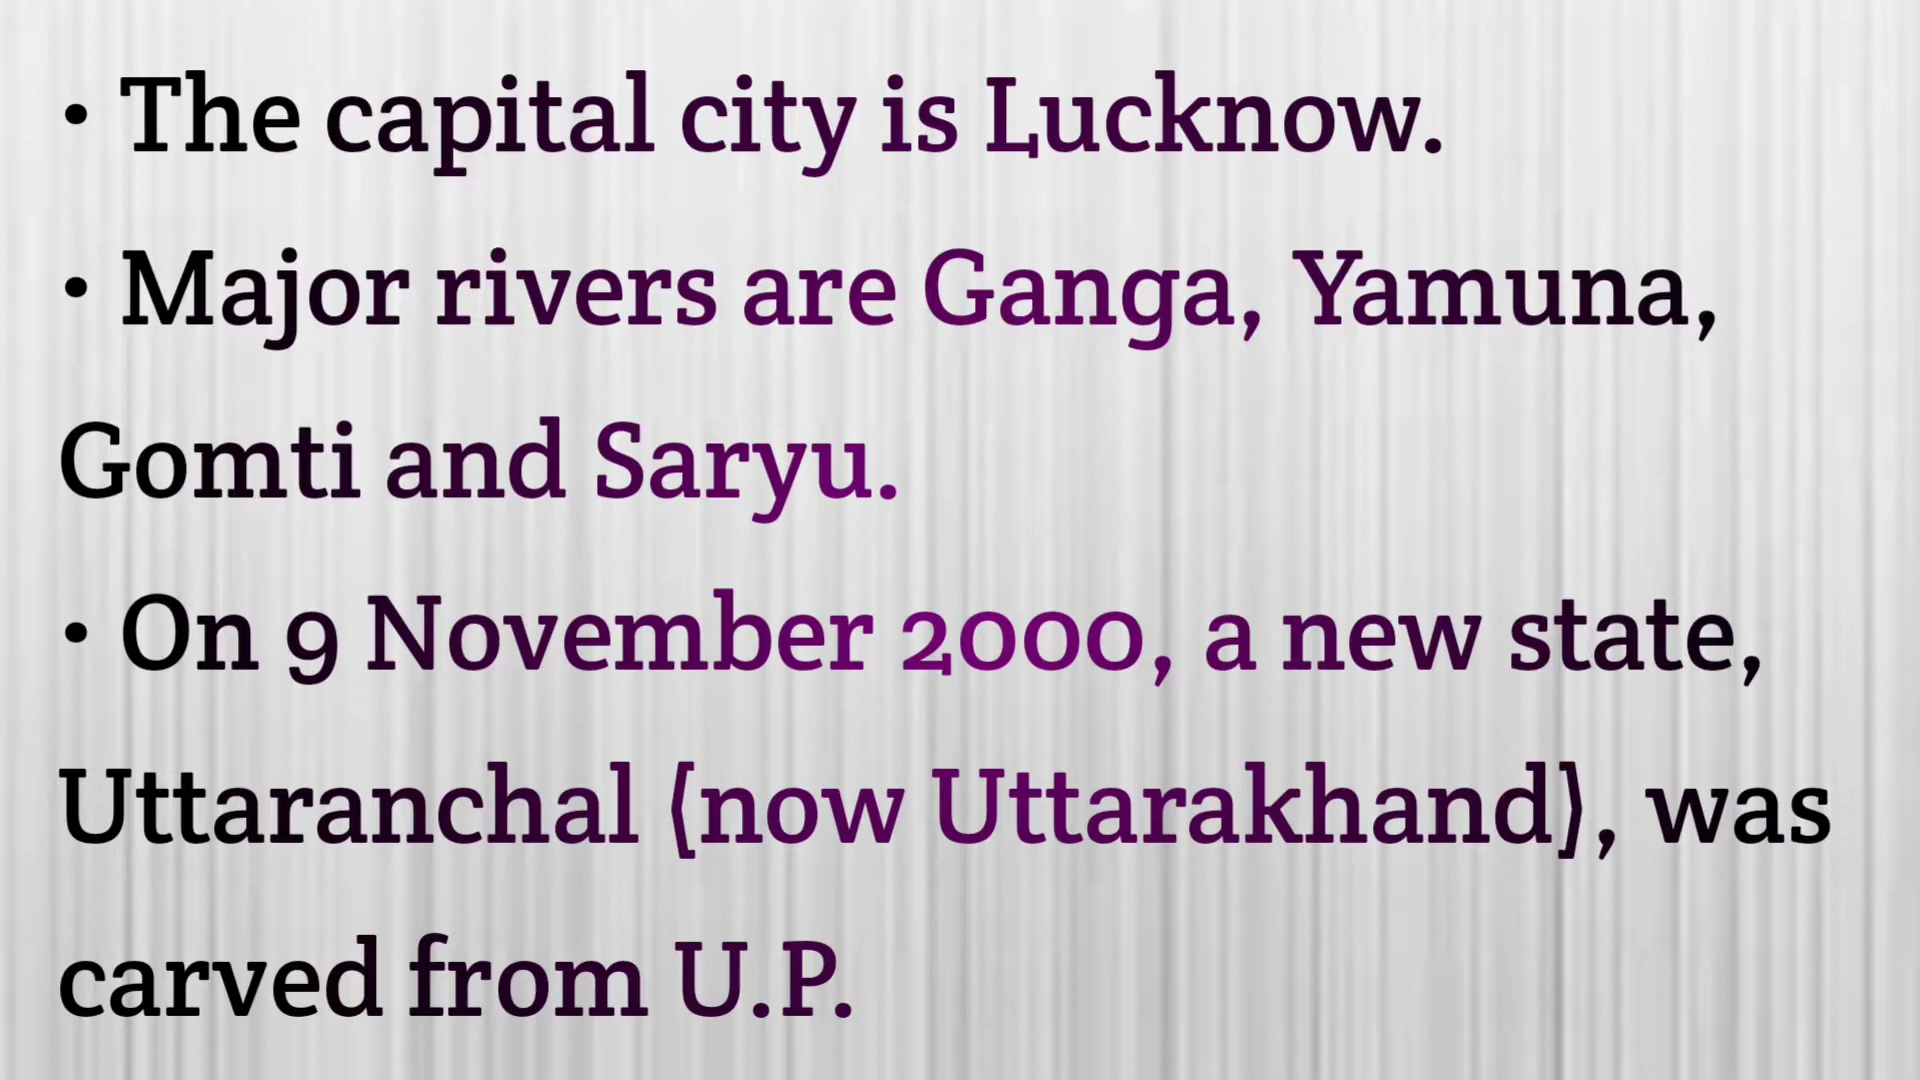 • The capital city is Lucknow.
• Major rivers are Ganga, Yamuna,
Gomti and Saryu.
• On 9 November 2000, a new state,
Uttaranchal (now Uttarakhand), was
carved from U.P.